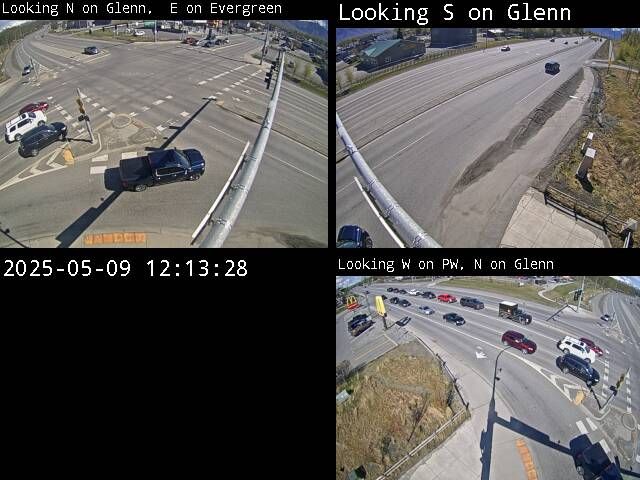 Looking N on Glenn, E on Evergreen
Looking S on Glenn
2025-05-09 12:13:28
Looking W on PW, N on Glenn